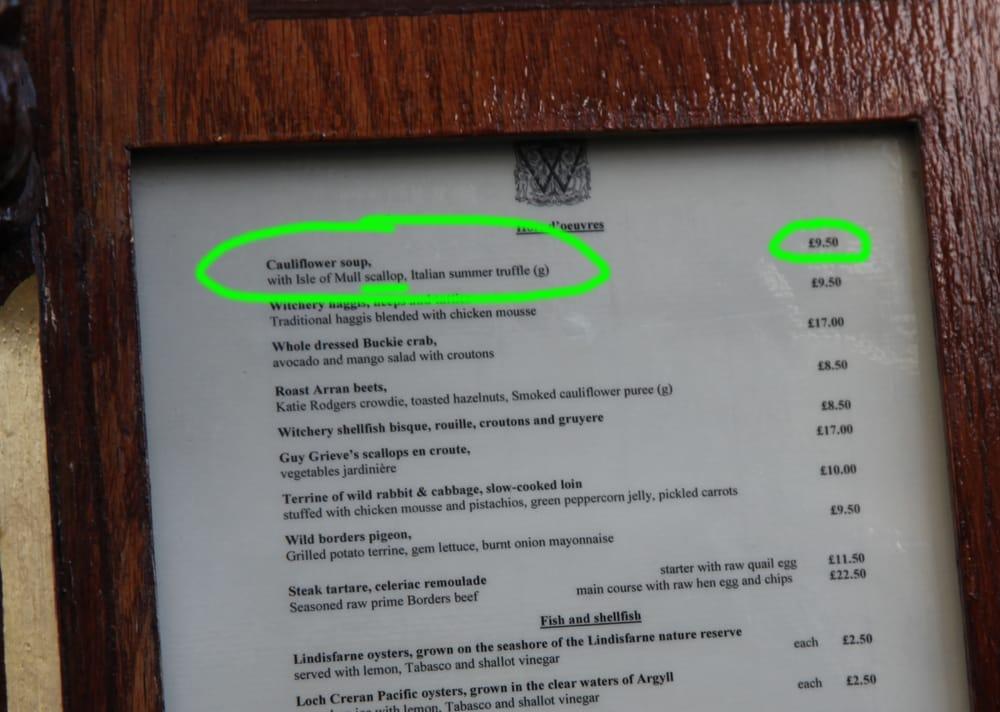 W
Hors d'oeuvres
Cauliflower soup, £9.50
with Isle of Mull scallop, Italian summer truffle (g)
Witchery haggis, neeps and tatties £9.50
Traditional haggis blended with chicken mousse
Whole dressed Buckie crab, £17.00
avocado and mango salad with croutons
Roast Arran beets, £8.50
Katie Rodgers crowdie, toasted hazelnuts, Smoked cauliflower puree (g)
Witchery shellfish bisque, rouille, croutons and gruyere £8.50
Guy Grieve's scallops en croute, £17.00
vegetables jardinière
Terrine of wild rabbit & cabbage, slow-cooked loin £10.00
stuffed with chicken mousse and pistachios, green peppercorn jelly, pickled carrots
Wild borders pigeon, £9.50
Grilled potato terrine, gem lettuce, burnt onion mayonnaise
Steak tartare, celeriac remoulade starter with raw quail egg £11.50
Seasoned raw prime Borders beef main course with raw hen egg and chips £22.50
Fish and shellfish
Lindisfarne oysters, grown on the seashore of the Lindisfarne nature reserve each £2.50
served with lemon, Tabasco and shallot vinegar
Loch Creran Pacific oysters, grown in the clear waters of Argyll each £2.50
with lemon, Tabasco and shallot vinegar